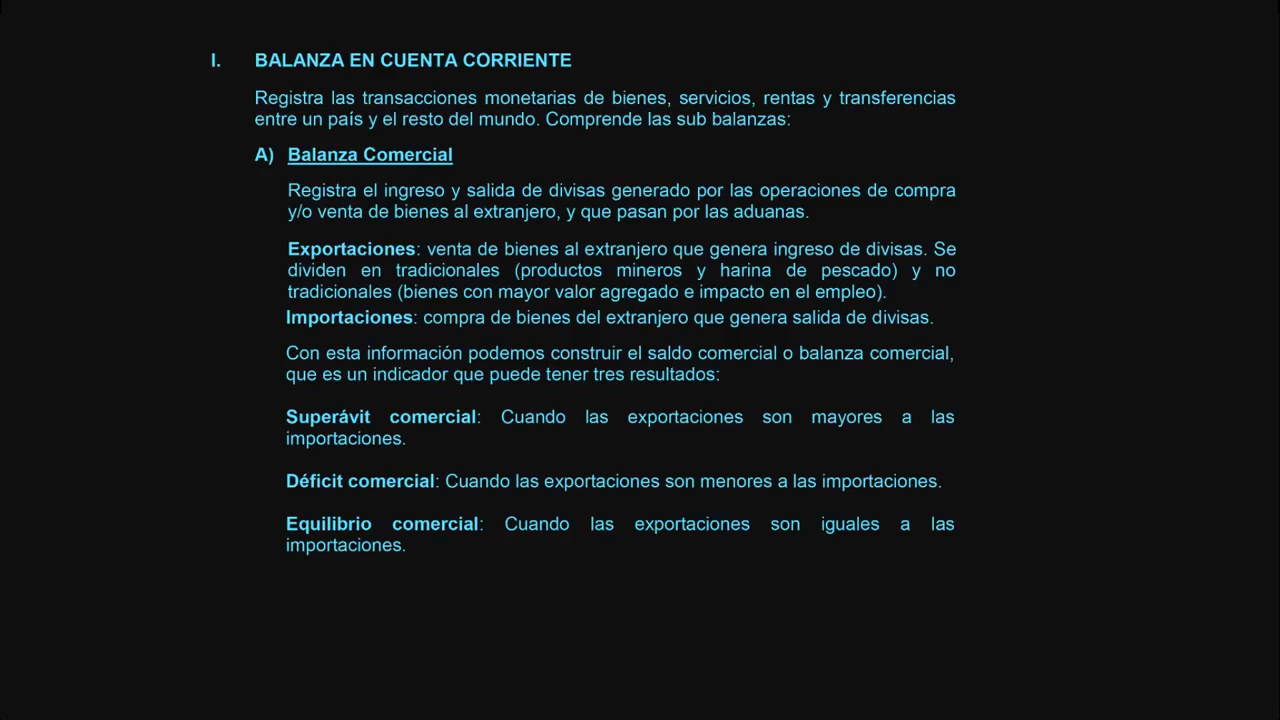 I. BALANZA EN CUENTA CORRIENTE
Registra las transacciones monetarias de bienes, servicios, rentas y transferencias
entre un país y el resto del mundo. Comprende las sub balanzas:
A) Balanza Comercial
Registra el ingreso y salida de divisas generado por las operaciones de compra
y/o venta de bienes al extranjero, y que pasan por las aduanas.
Exportaciones: venta de bienes al extranjero que genera ingreso de divisas. Se
dividen en tradicionales (productos mineros y harina de pescado) y no
tradicionales (bienes con mayor valor agregado e impacto en el empleo).
Importaciones: compra de bienes del extranjero que genera salida de divisas.
Con esta información podemos construir el saldo comercial o balanza comercial,
que es un indicador que puede tener tres resultados:
Superávit comercial: Cuando las exportaciones son mayores a las
importaciones.
Déficit comercial: Cuando las exportaciones son menores a las importaciones.
Equilibrio comercial: Cuando las exportaciones son iguales a las
importaciones.